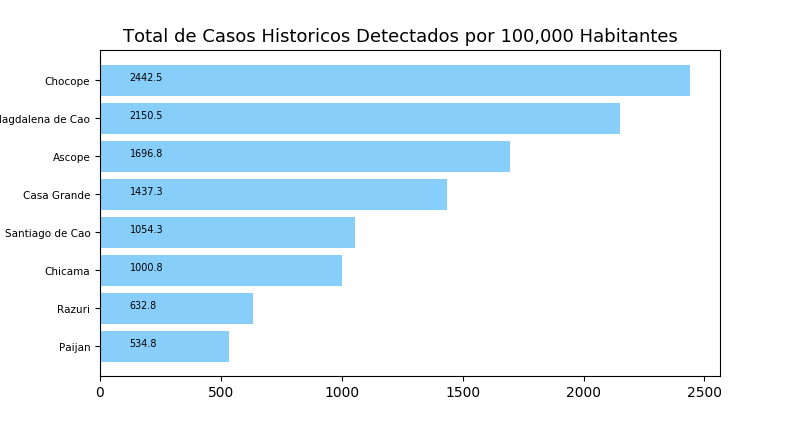 Total de Casos Historicos Detectados por 100,000 Habitantes
Chocope 2442.5
de Cao 2150.5
Ascope 1696.8
Casa Grande 1437.3
Santiago de Cao 1054.3
Chicama 1000.8
Razuri 632.8
Paijan 534.8
0 500 1000 1500 2000 2500